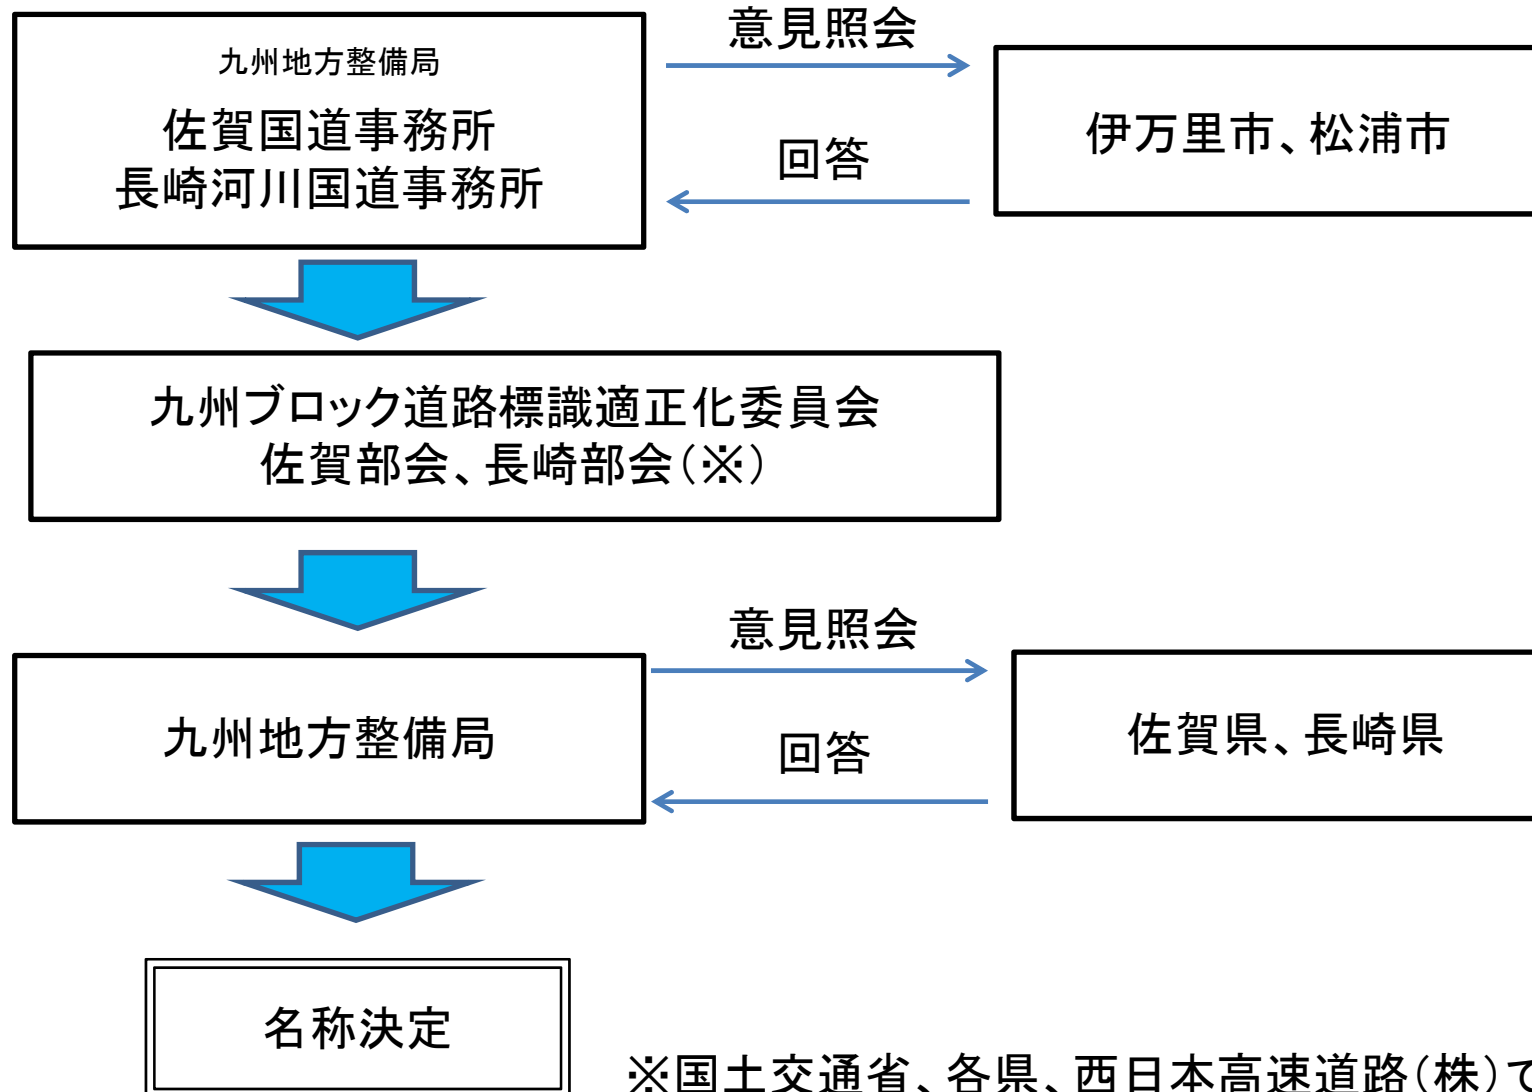 意見照会
九州地方整備局
佐賀国道事務所
長崎河川国道事務所
回答
伊万里市、松浦市
九州ブロック道路標識適正化委員会
佐賀部会、長崎部会(※)
意見照会
九州地方整備局
回答
佐賀県、長崎県
名称決定
※国土交通省、各県、西日本高速道路(株)で